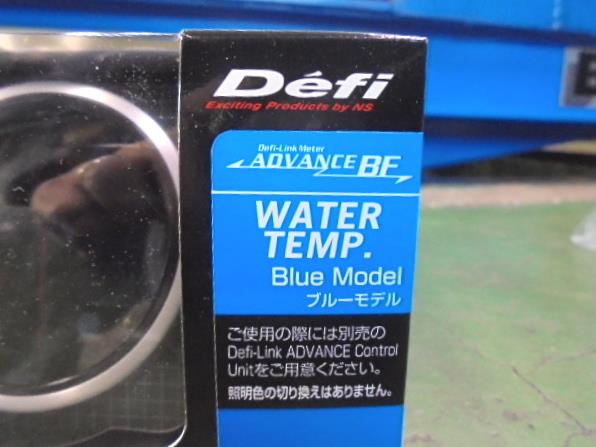 Défi
Exciting Products by NS
Defi-Link Meter
ADVANCE BF
WATER
TEMP.
Blue Model
ブルーモデル
ご使用の際には別売の
Defi-Link ADVANCE Control
Unitをご用意ください。
照明色の切り換えはありません。